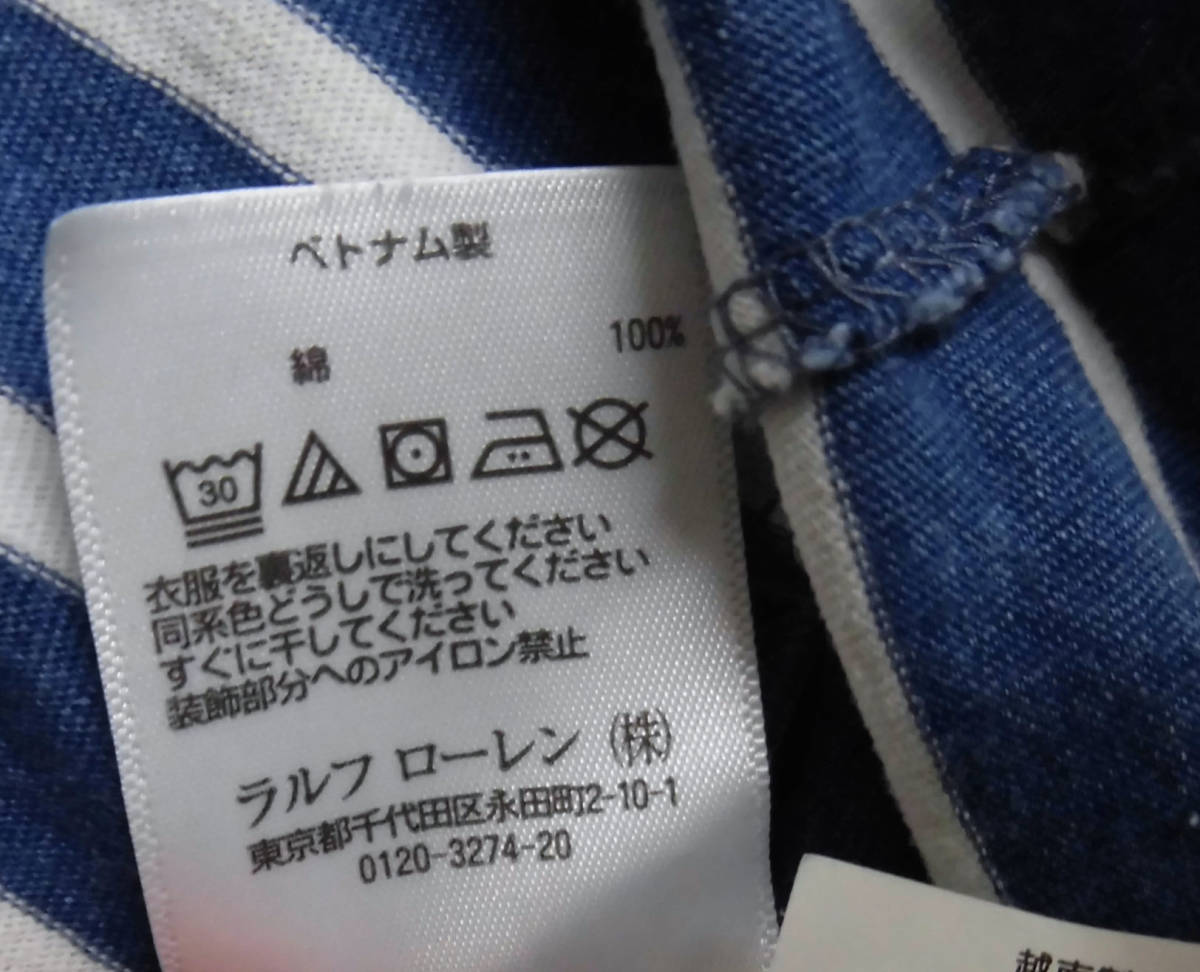 ベトナム製
綿 100%
30
衣服を裏返しにしてください
同系色どうしで洗ってください
すぐに干してください
装飾部分へのアイロン禁止
ラルフ ローレン (株)
東京都千代田区永田町2-10-1
0120-3274-20
越南製